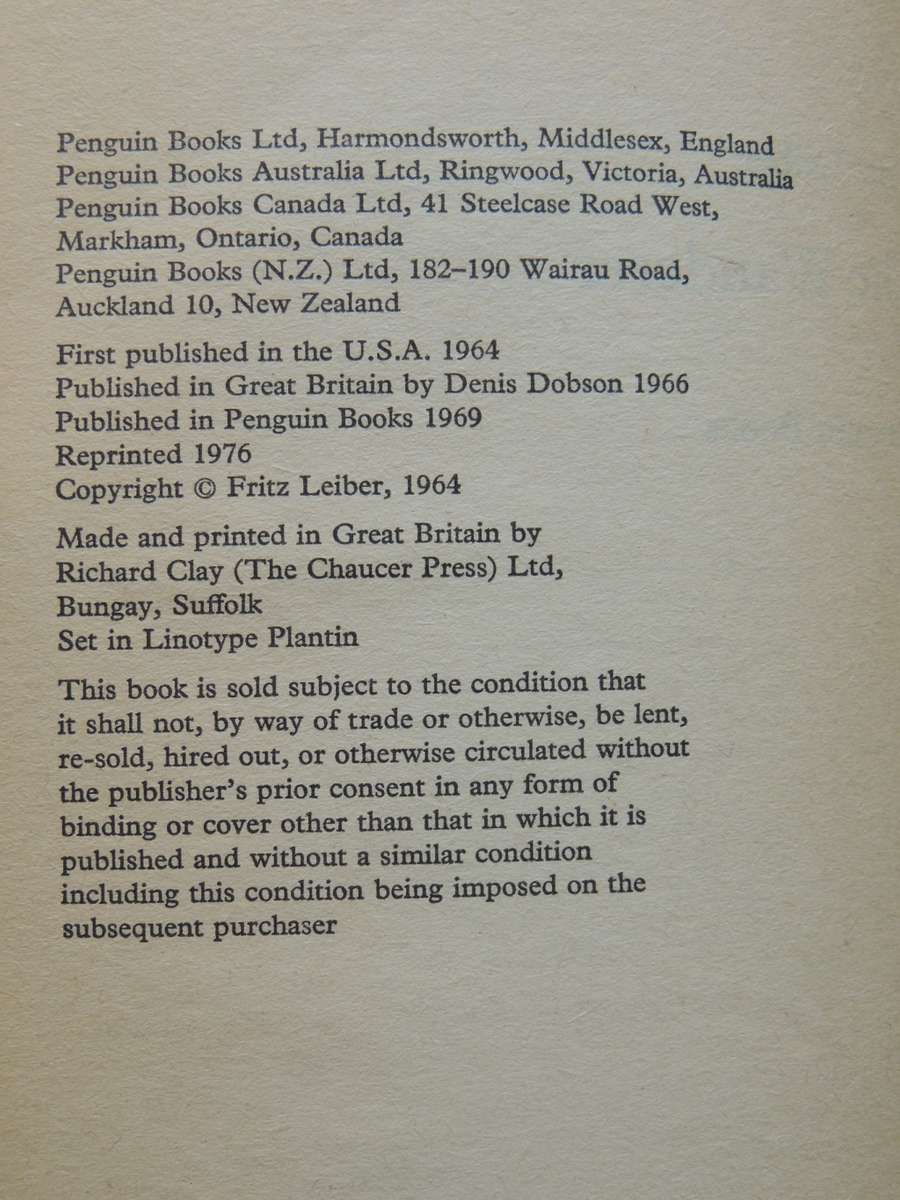 Penguin Books Ltd, Harmondsworth, Middlesex, England
Penguin Books Australia Ltd, Ringwood, Victoria, Australia
Penguin Books Canada Ltd, 41 Steelcase Road West,
Markham, Ontario, Canada
Penguin Books (N.Z.) Ltd, 182–190 Wairau Road,
Auckland 10, New Zealand
First published in the U.S.A. 1964
Published in Great Britain by Denis Dobson 1966
Published in Penguin Books 1969
Reprinted 1976
Copyright © Fritz Leiber, 1964
Made and printed in Great Britain by
Richard Clay (The Chaucer Press) Ltd,
Bungay, Suffolk
Set in Linotype Plantin
This book is sold subject to the condition that
it shall not, by way of trade or otherwise, be lent,
re-sold, hired out, or otherwise circulated without
the publisher's prior consent in any form of
binding or cover other than that in which it is
published and without a similar condition
including this condition being imposed on the
subsequent purchaser